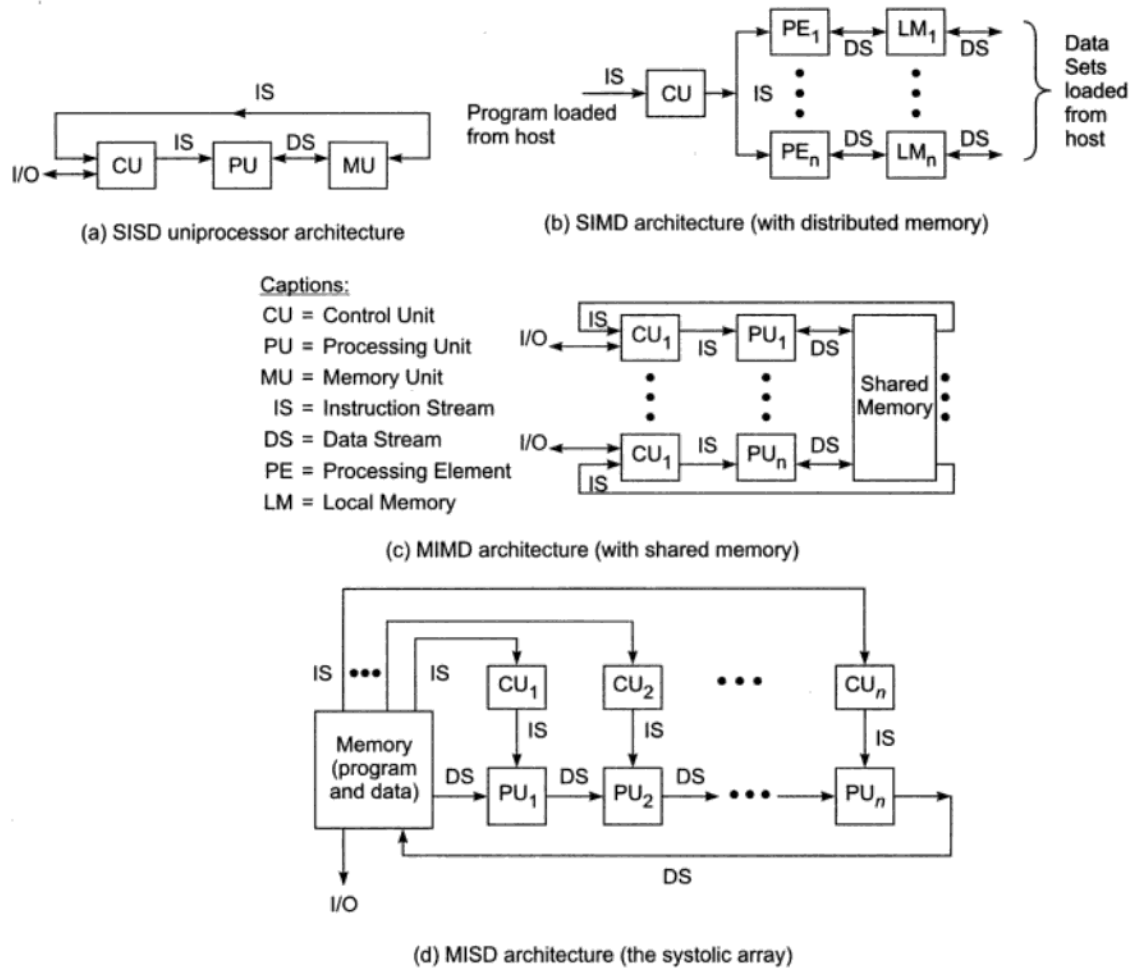 IS
I/O
CU
IS
PU
DS
MU
(a) SISD uniprocessor architecture
IS
Program loaded
from host
CU
IS
PE1
DS
LM1
DS
PEn
DS
LMn
DS
Data
Sets
loaded
from
host
(b) SIMD architecture (with distributed memory)
Captions:
CU = Control Unit
PU = Processing Unit
MU = Memory Unit
IS = Instruction Stream
DS = Data Stream
PE = Processing Element
LM = Local Memory
IS
I/O
CU1
IS
PU1
DS
Shared
Memory
I/O
CU1
IS
PUn
DS
IS
(c) MIMD architecture (with shared memory)
IS
IS
CU1
CU2
CUn
IS
IS
IS
Memory
(program
and data)
DS
PU1
DS
PU2
DS
PUn
DS
I/O
(d) MISD architecture (the systolic array)